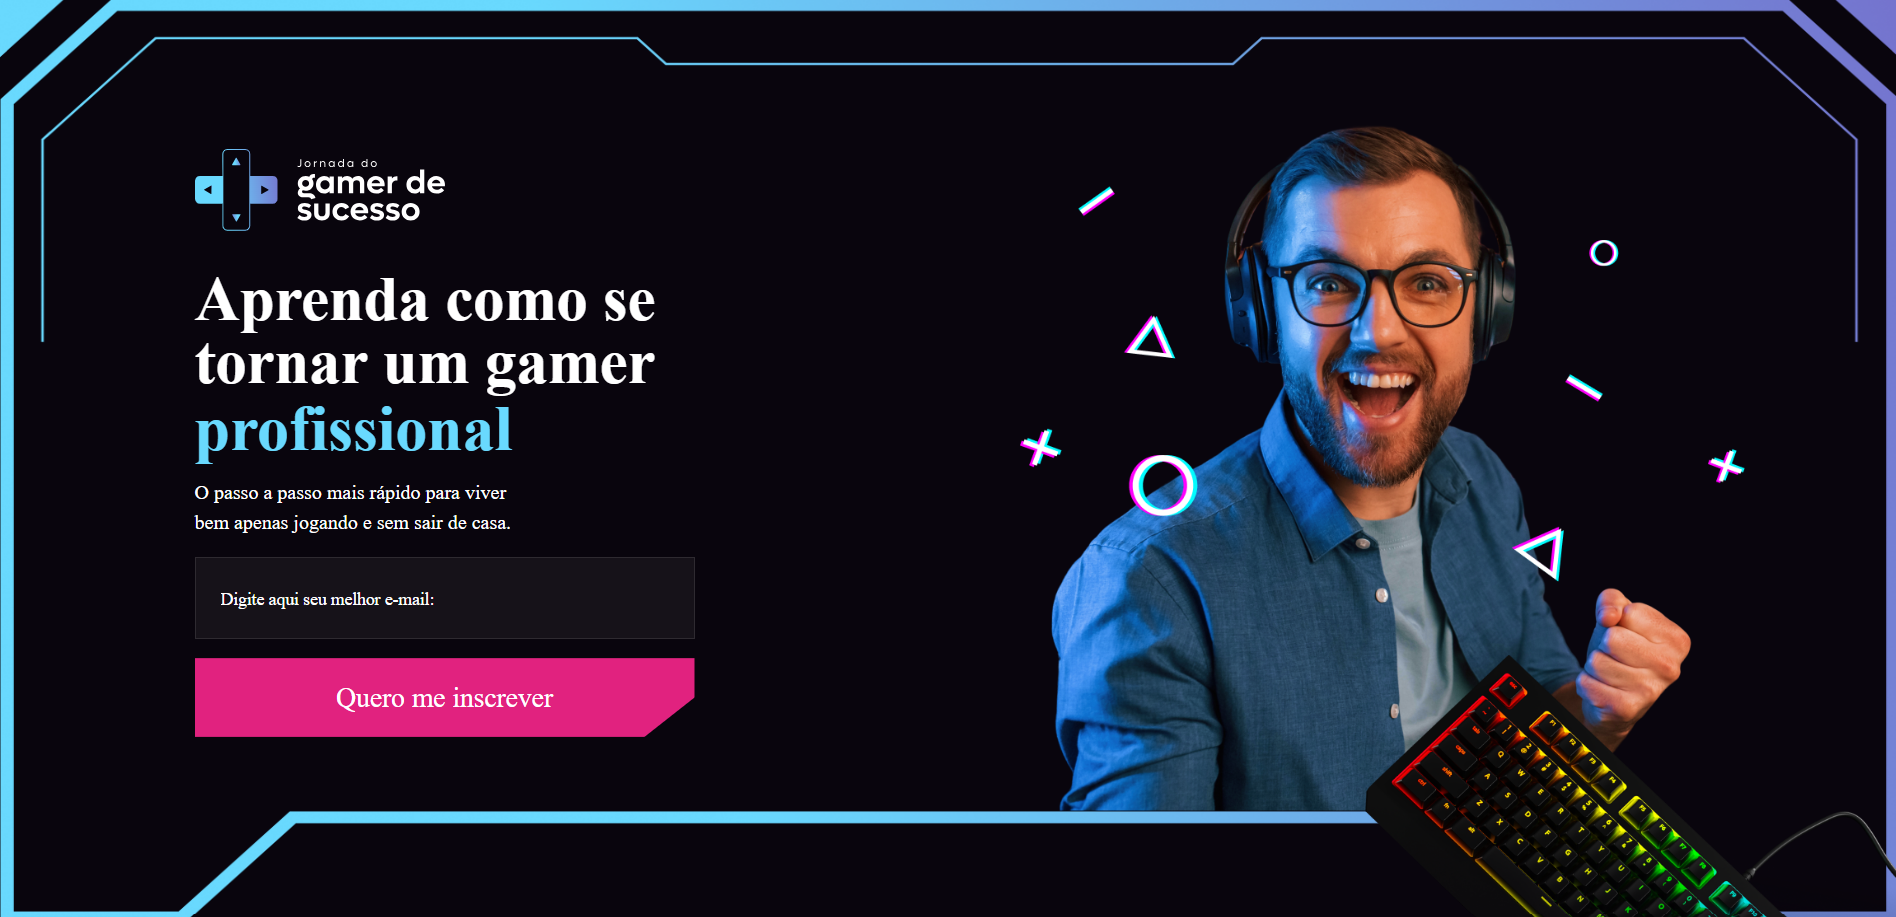 Jornada do
gamer de
sucesso
Aprenda como se
tornar um gamer
profissional
O passo a passo mais rápido para viver
bem apenas jogando e sem sair de casa.
Digite aqui seu melhor e-mail:
Quero me inscrever